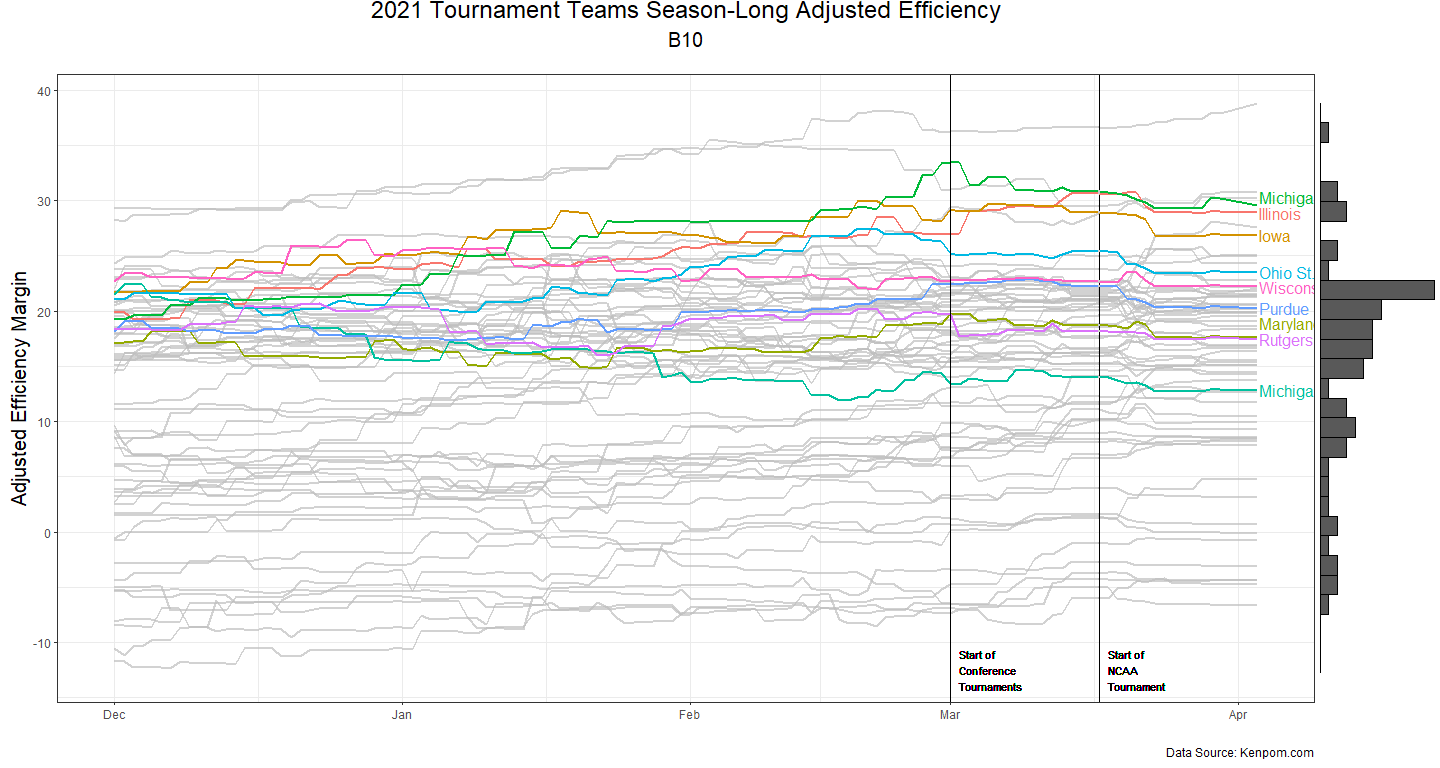 2021 Tournament Teams Season-Long Adjusted Efficiency
B10
Adjusted Efficiency Margin
40
30
20
10
0
-10
Michiga
Illinois
Iowa
Ohio St.
Wiscons
Purdue
Marylan
Rutgers
Michiga
Start of
Conference
Tournaments
Start of
NCAA
Tournament
Dec
Jan
Feb
Mar
Apr
Data Source: Kenpom.com